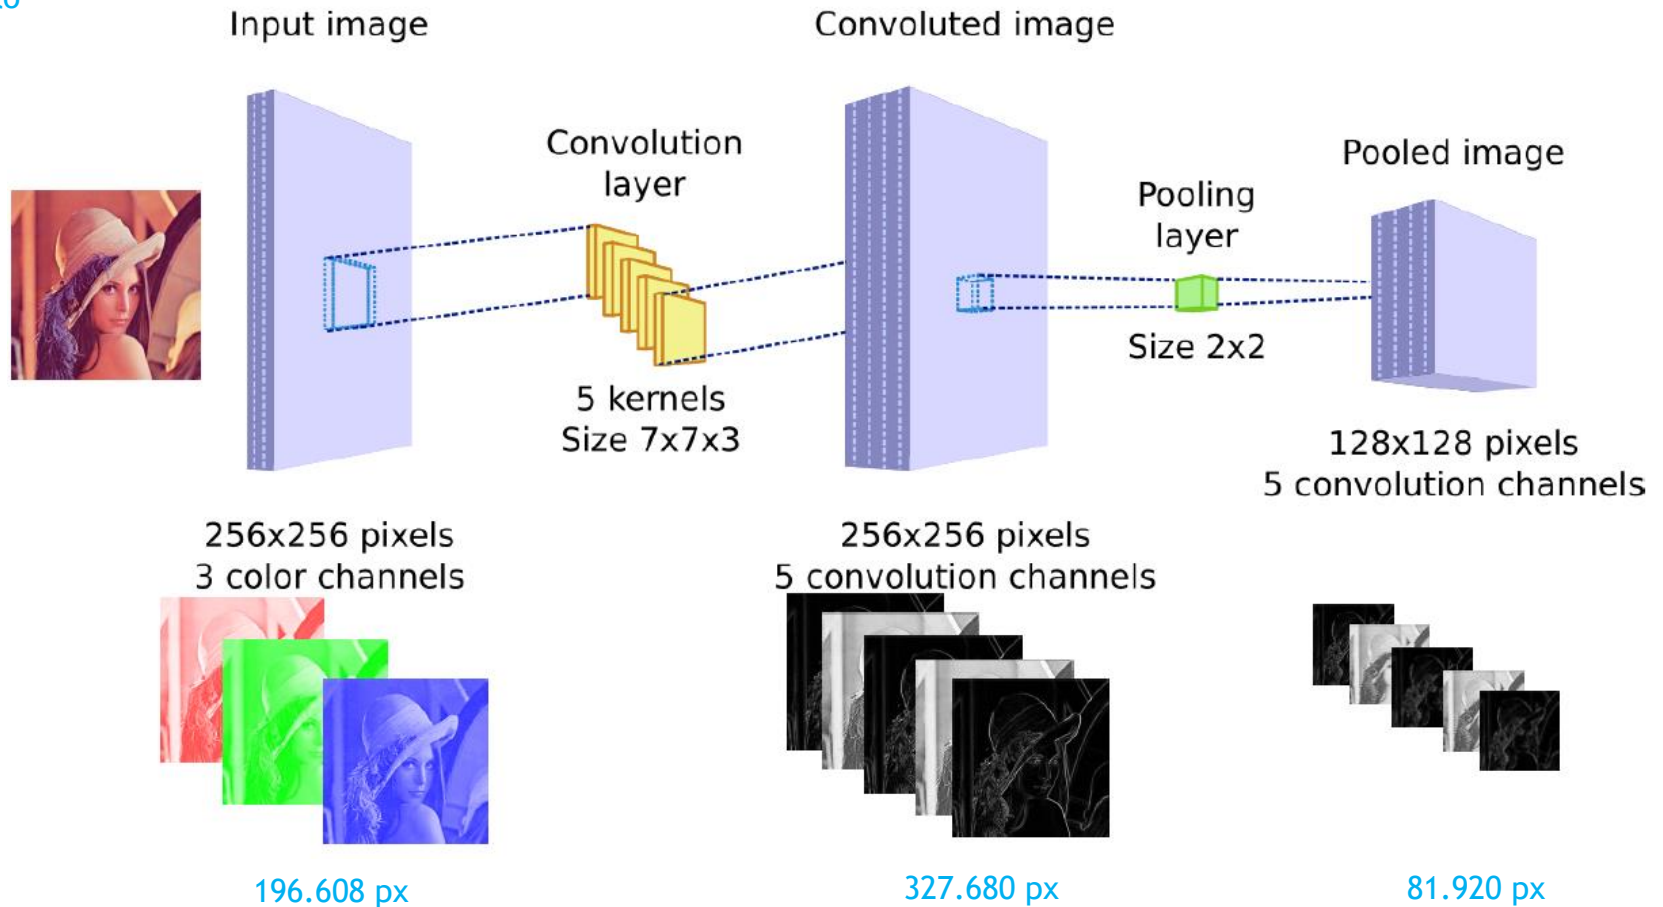 Input image
Convoluted image
Convolution
layer
Pooled image
Pooling
layer
Size 2x2
5 kernels
Size 7x7x3
128x128 pixels
5 convolution channels
256x256 pixels
3 color channels
256x256 pixels
5 convolution channels
196.608 px
327.680 px
81.920 px